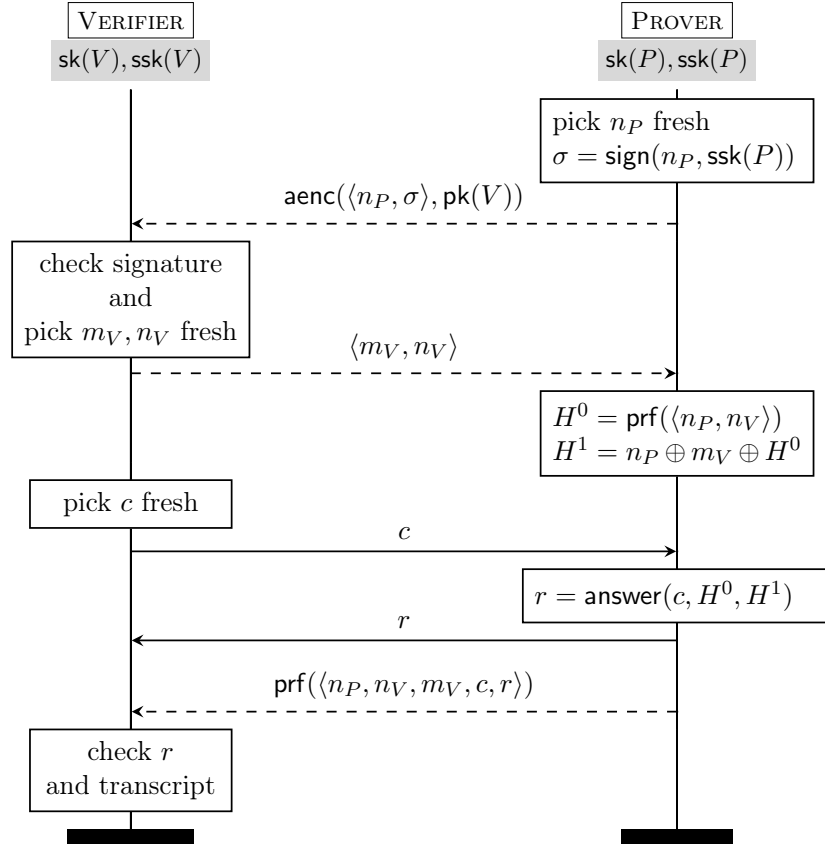 VERIFIER
PROVER
sk(V), ssk(V)
sk(P), ssk(P)
pick n_P fresh
σ = sign(n_P, ssk(P))
aenc(⟨n_P, σ⟩, pk(V))
check signature
and
pick m_V, n_V fresh
⟨m_V, n_V⟩
H^0 = prf(⟨n_P, n_V⟩)
H^1 = n_P ⊕ m_V ⊕ H^0
pick c fresh
c
r = answer(c, H^0, H^1)
r
prf(⟨n_P, n_V, m_V, c, r⟩)
check r
and transcript